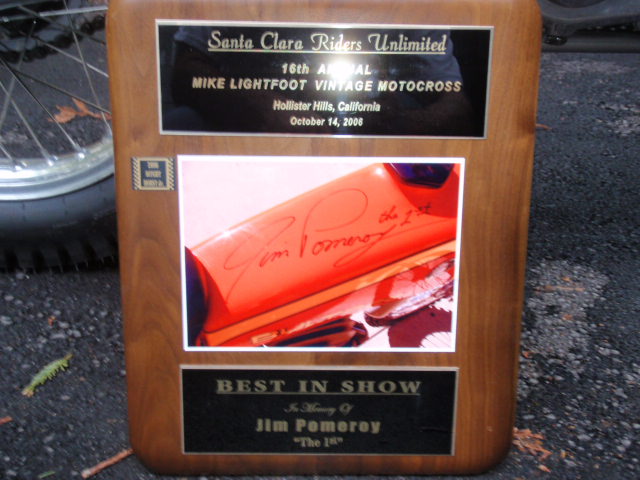 Santa Clara Riders Unlimited
16th ANNUAL
MIKE LIGHTFOOT VINTAGE MOTOCROSS
Hollister Hills, California
October 14, 2006
Jim Pomeroy the 1st
BEST IN SHOW
In Memory Of
Jim Pomeroy
"The 1st"